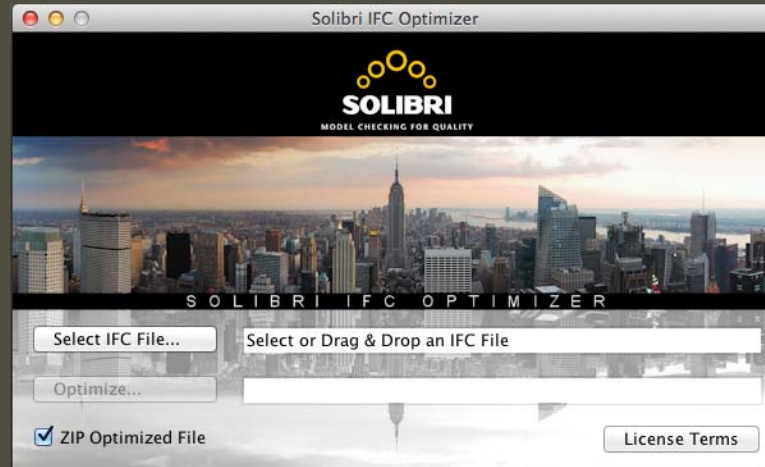 Solibri IFC Optimizer
SOLIBRI
MODEL CHECKING FOR QUALITY
SOLIBRI IFC OPTIMIZER
Select IFC File...
Select or Drag & Drop an IFC File
Optimize...
ZIP Optimized File
License Terms